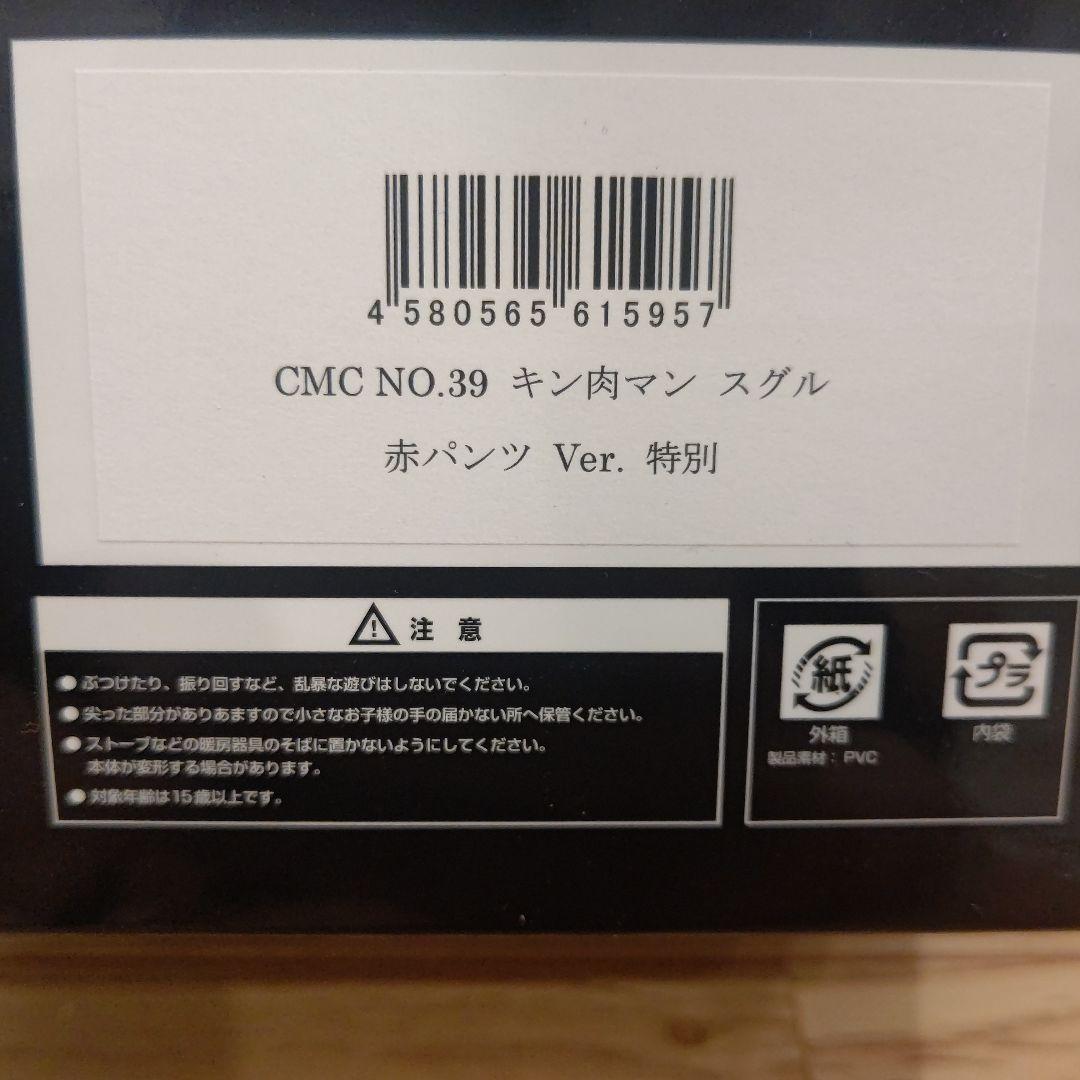 4 580565 615957
CMC NO.39 キン肉マン スグル
赤パンツ Ver. 特別
注 意
●ぶつけたり、振り回すなど、乱暴な遊びはしないでください。
●尖った部分がありあますので小さなお子様の手の届かない所へ保管ください。
●ストーブなどの暖房器具のそばに置かないようにしてください。
本体が変形する場合があります。
●対象年齢は15歳以上です。
紙
外箱
プラ
内袋
製品素材：PVC